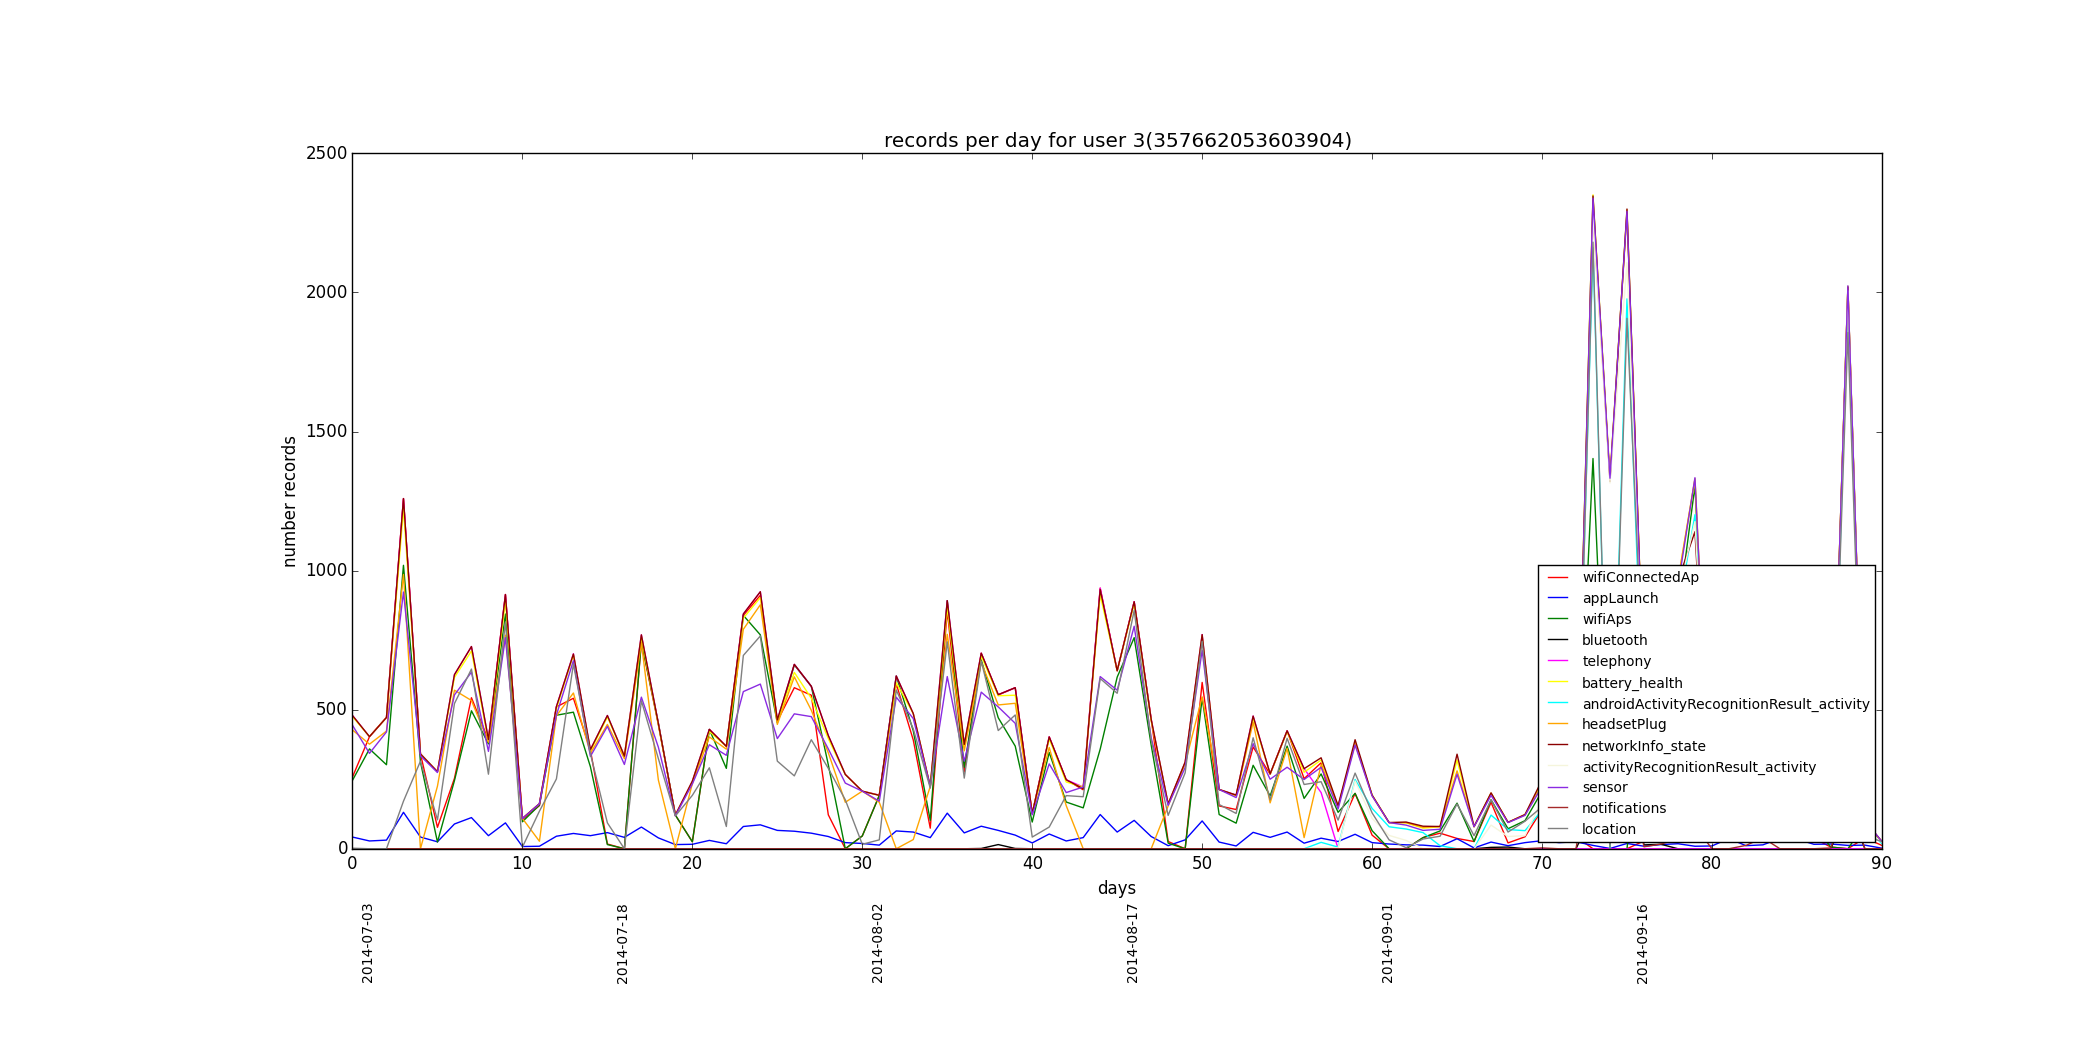 records per day for user 3(357662053603904)
2500
2000
1500
1000
500
0
number records
wifiConnectedAp
appLaunch
wifiAps
bluetooth
telephony
battery_health
androidActivityRecognitionResult_activity
headsetPlug
networkInfo_state
activityRecognitionResult_activity
sensor
notifications
location
0 10 20 30 40 50 60 70 80 90
days
2014-07-03 2014-07-18 2014-08-02 2014-08-17 2014-09-01 2014-09-16